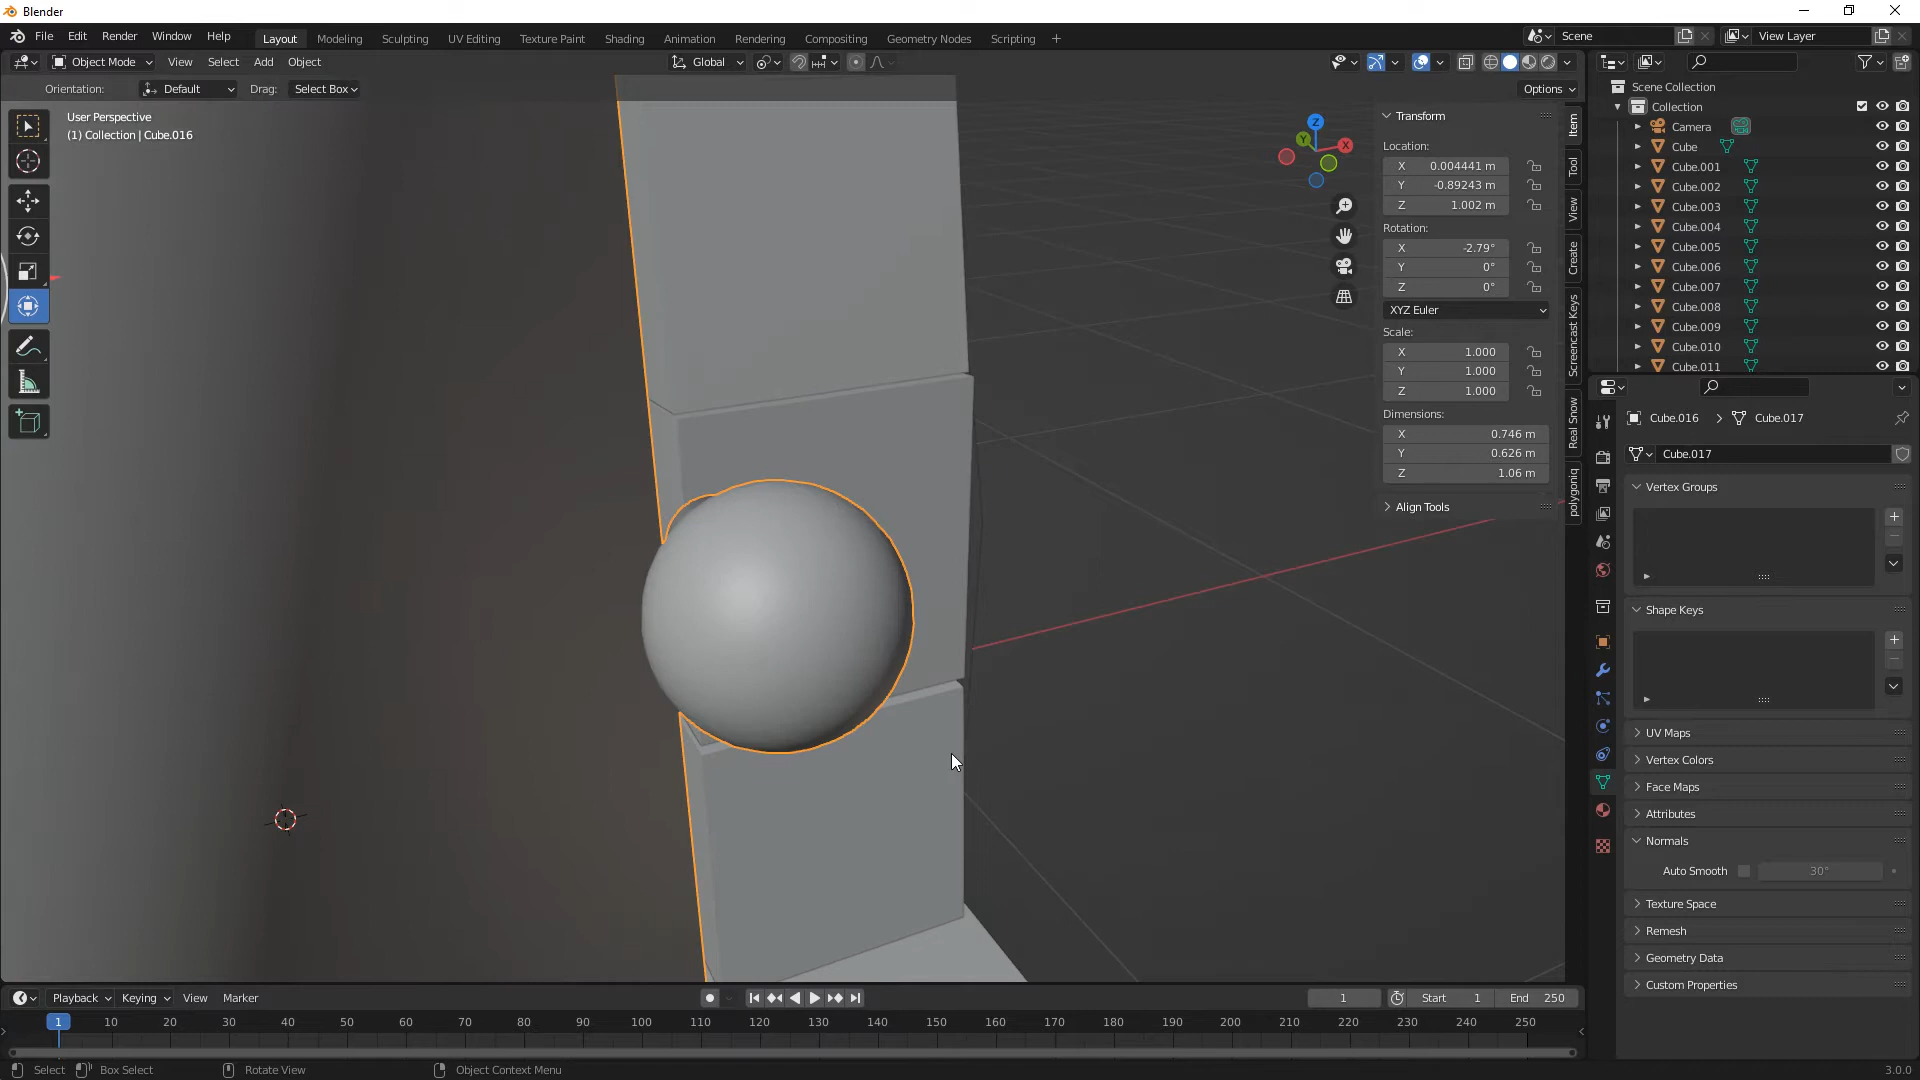 Blender
File Edit Render Window Help
Layout Modeling Sculpting UV Editing Texture Paint Shading Animation Rendering Compositing Geometry Nodes Scripting +
Scene
View Layer
Object Mode View Select Add Object
Global
Orientation: Default Drag: Select Box
Options
User Perspective
(1) Collection | Cube.016
Z
Y
X
Transform
Location:
X 0.004441 m
Y -0.89243 m
Z 1.002 m
Rotation:
X -2.79°
Y 0°
Z 0°
XYZ Euler
Scale:
X 1.000
Y 1.000
Z 1.000
Dimensions:
X 0.746 m
Y 0.626 m
Z 1.06 m
Align Tools
Item
Tool
View
Create
Screencast Keys
Real Snow
polygoniq
Scene Collection
Collection
Camera
Cube
Cube.001
Cube.002
Cube.003
Cube.004
Cube.005
Cube.006
Cube.007
Cube.008
Cube.009
Cube.010
Cube.011
Cube.016 > Cube.017
Cube.017
Vertex Groups
Shape Keys
UV Maps
Vertex Colors
Face Maps
Attributes
Normals
Auto Smooth 30°
Texture Space
Remesh
Geometry Data
Custom Properties
Playback Keying View Marker
1 Start 1 End 250
1 10 20 30 40 50 60 70 80 90 100 110 120 130 140 150 160 170 180 190 200 210 220 230 240 250
Select Box Select Rotate View Object Context Menu
3.0.0